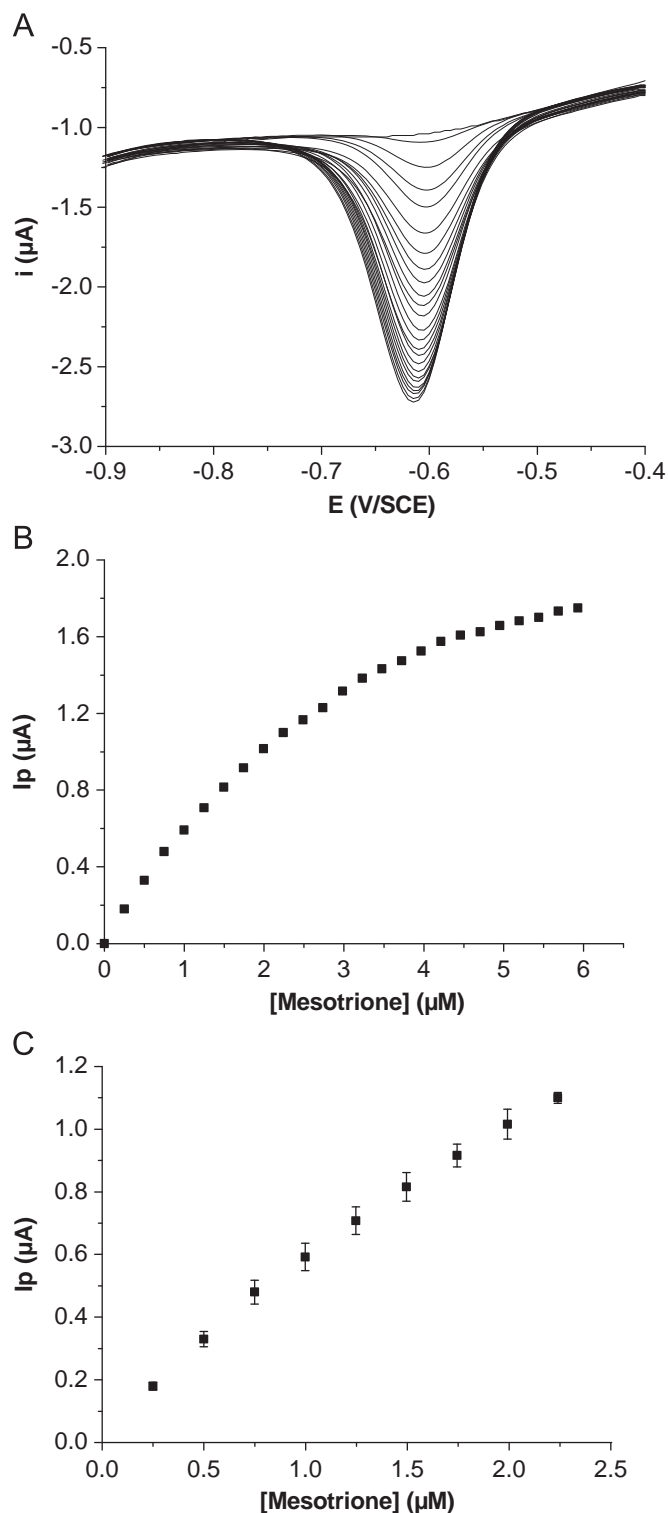 A
-0.5
-1.0
-1.5
-2.0
-2.5
-3.0
i (µA)
-0.9 -0.8 -0.7 -0.6 -0.5 -0.4
E (V/SCE)
B
2.0
1.6
1.2
0.8
0.4
0.0
Ip (µA)
0 1 2 3 4 5 6
[Mesotrione] (µM)
C
1.2
1.0
0.8
0.6
0.4
0.2
0.0
Ip (µA)
0.0 0.5 1.0 1.5 2.0 2.5
[Mesotrione] (µM)